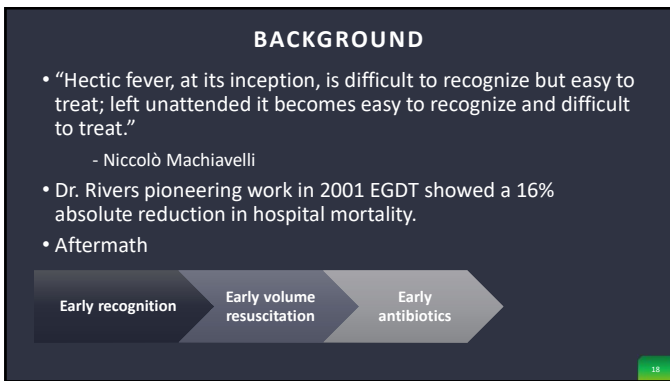 BACKGROUND
• “Hectic fever, at its inception, is difficult to recognize but easy to
treat; left unattended it becomes easy to recognize and difficult
to treat.”
- Niccolò Machiavelli
• Dr. Rivers pioneering work in 2001 EGDT showed a 16%
absolute reduction in hospital mortality.
• Aftermath
Early recognition
Early volume
resuscitation
Early
antibiotics
18